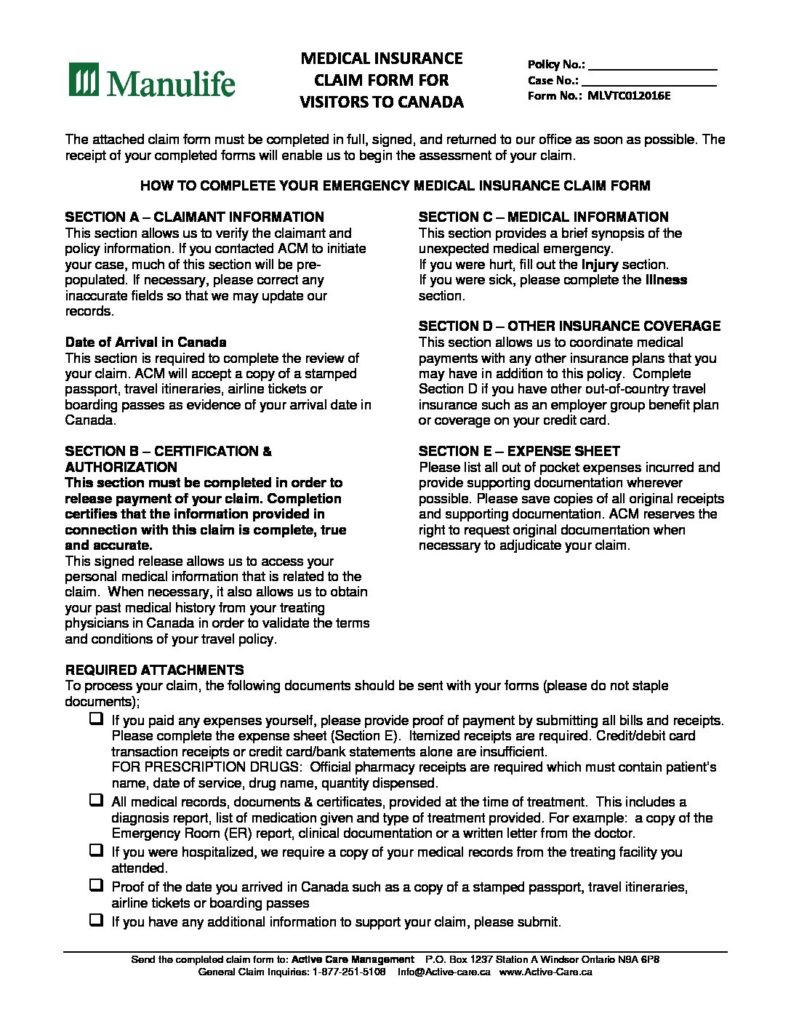 Manulife
MEDICAL INSURANCE
CLAIM FORM FOR
VISITORS TO CANADA
Policy No.: ____________________
Case No.: _____________________
Form No.: MLVTC012016E
The attached claim form must be completed in full, signed, and returned to our office as soon as possible. The
receipt of your completed forms will enable us to begin the assessment of your claim.
HOW TO COMPLETE YOUR EMERGENCY MEDICAL INSURANCE CLAIM FORM
SECTION A – CLAIMANT INFORMATION
This section allows us to verify the claimant and
policy information. If you contacted ACM to initiate
your case, much of this section will be pre-
populated. If necessary, please correct any
inaccurate fields so that we may update our
records.
Date of Arrival in Canada
This section is required to complete the review of
your claim. ACM will accept a copy of a stamped
passport, travel itineraries, airline tickets or
boarding passes as evidence of your arrival date in
Canada.
SECTION B – CERTIFICATION &
AUTHORIZATION
This section must be completed in order to
release payment of your claim. Completion
certifies that the information provided in
connection with this claim is complete, true
and accurate.
This signed release allows us to access your
personal medical information that is related to the
claim. When necessary, it also allows us to obtain
your past medical history from your treating
physicians in Canada in order to validate the terms
and conditions of your travel policy.
SECTION C – MEDICAL INFORMATION
This section provides a brief synopsis of the
unexpected medical emergency.
If you were hurt, fill out the Injury section.
If you were sick, please complete the Illness
section.
SECTION D – OTHER INSURANCE COVERAGE
This section allows us to coordinate medical
payments with any other insurance plans that you
may have in addition to this policy. Complete
Section D if you have other out-of-country travel
insurance such as an employer group benefit plan
or coverage on your credit card.
SECTION E – EXPENSE SHEET
Please list all out of pocket expenses incurred and
provide supporting documentation wherever
possible. Please save copies of all original receipts
and supporting documentation. ACM reserves the
right to request original documentation when
necessary to adjudicate your claim.
REQUIRED ATTACHMENTS
To process your claim, the following documents should be sent with your forms (please do not staple
documents);
❑ If you paid any expenses yourself, please provide proof of payment by submitting all bills and receipts.
Please complete the expense sheet (Section E). Itemized receipts are required. Credit/debit card
transaction receipts or credit card/bank statements alone are insufficient.
FOR PRESCRIPTION DRUGS: Official pharmacy receipts are required which must contain patient's
name, date of service, drug name, quantity dispensed.
❑ All medical records, documents & certificates, provided at the time of treatment. This includes a
diagnosis report, list of medication given and type of treatment provided. For example: a copy of the
Emergency Room (ER) report, clinical documentation or a written letter from the doctor.
❑ If you were hospitalized, we require a copy of your medical records from the treating facility you
attended.
❑ Proof of the date you arrived in Canada such as a copy of a stamped passport, travel itineraries,
airline tickets or boarding passes
❑ If you have any additional information to support your claim, please submit.
Send the completed claim form to: Active Care Management P.O. Box 1237 Station A Windsor Ontario N9A 6P8
General Claim Inquiries: 1-877-251-5108 Info@Active-care.ca www.Active-Care.ca